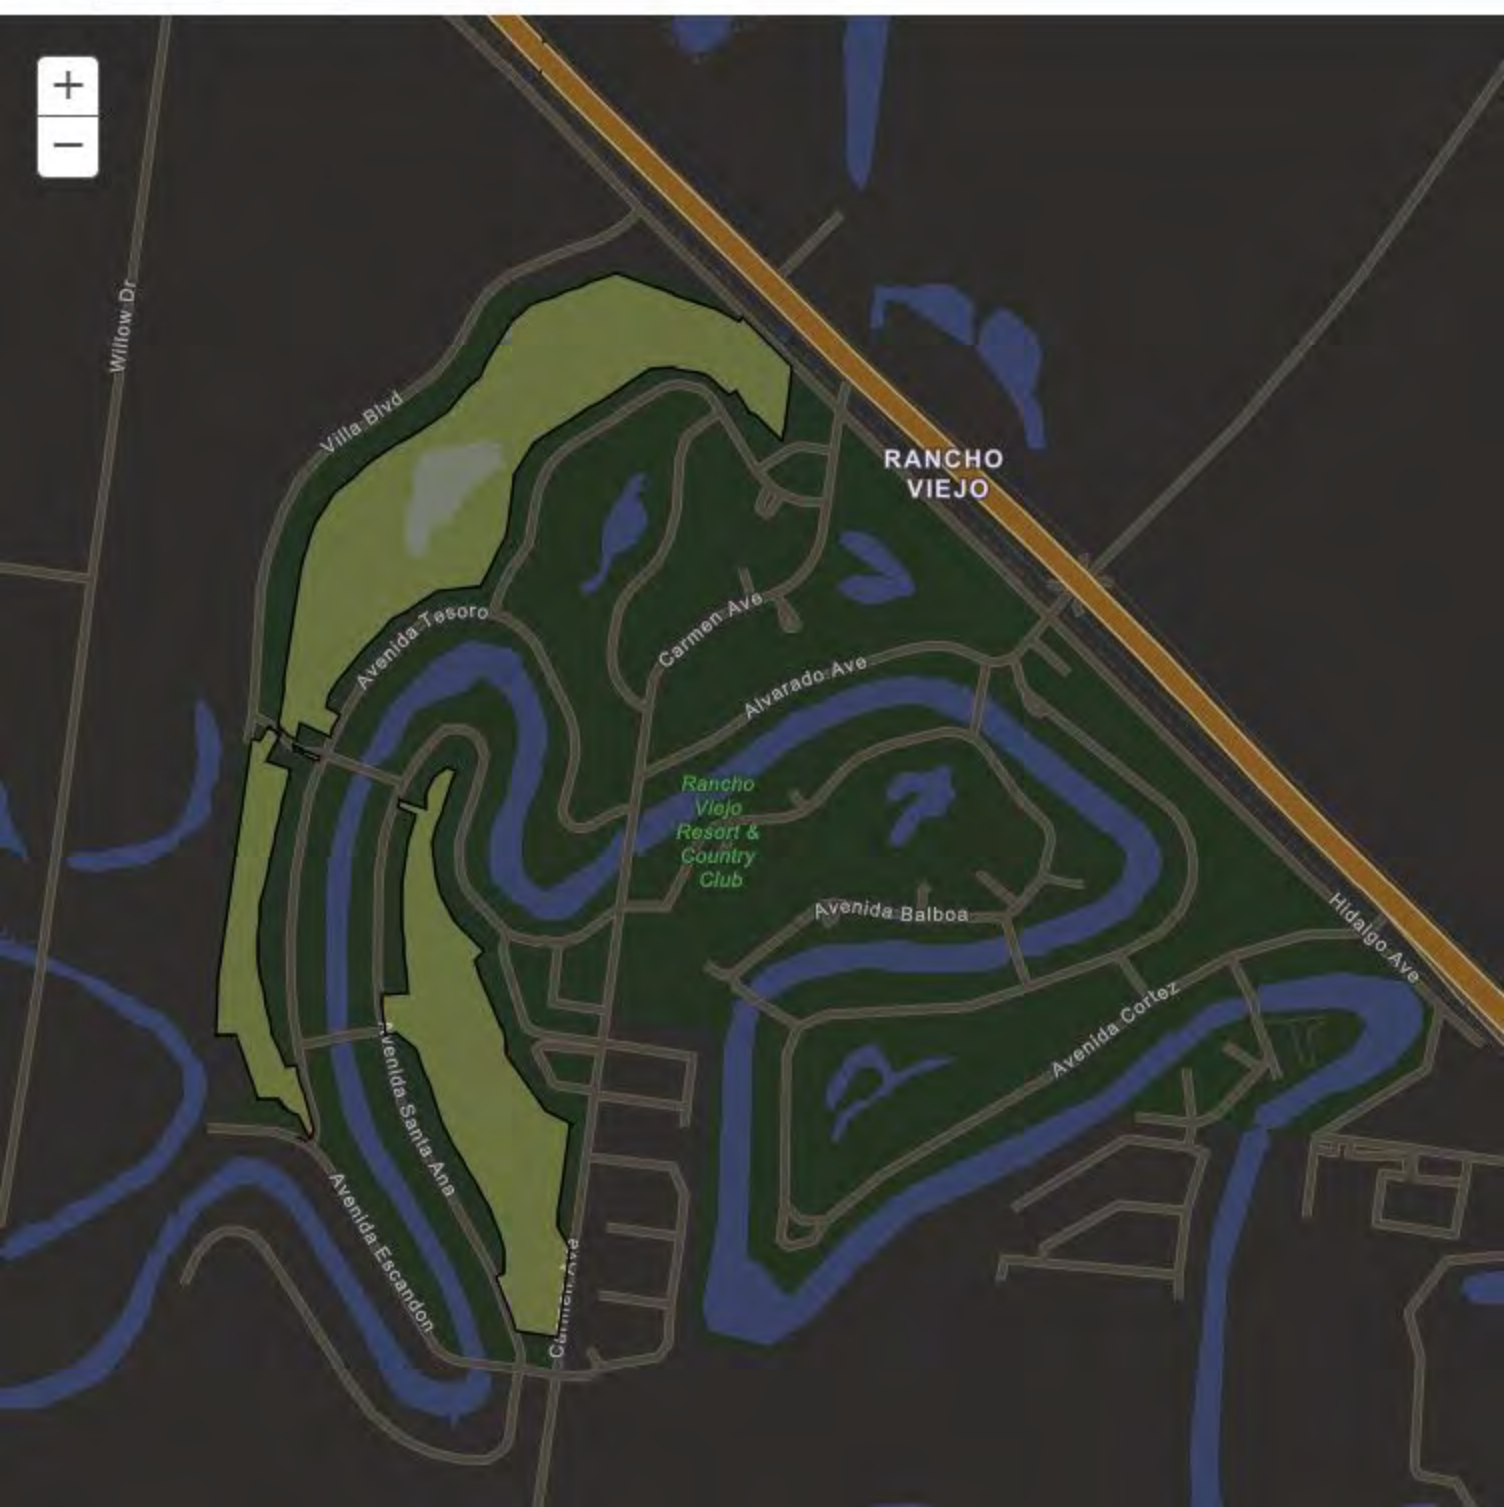 +
−
Willow Dr
Villa Blvd
RANCHO
VIEJO
Avenida Tesoro
Carmen Ave
Alvarado Ave
Rancho
Viejo
Resort &
Country
Club
Avenida Balboa
Hidalgo Ave
Avenida Cortez
Avenida Santa Ana
Avenida Escandon
Carmen Ave